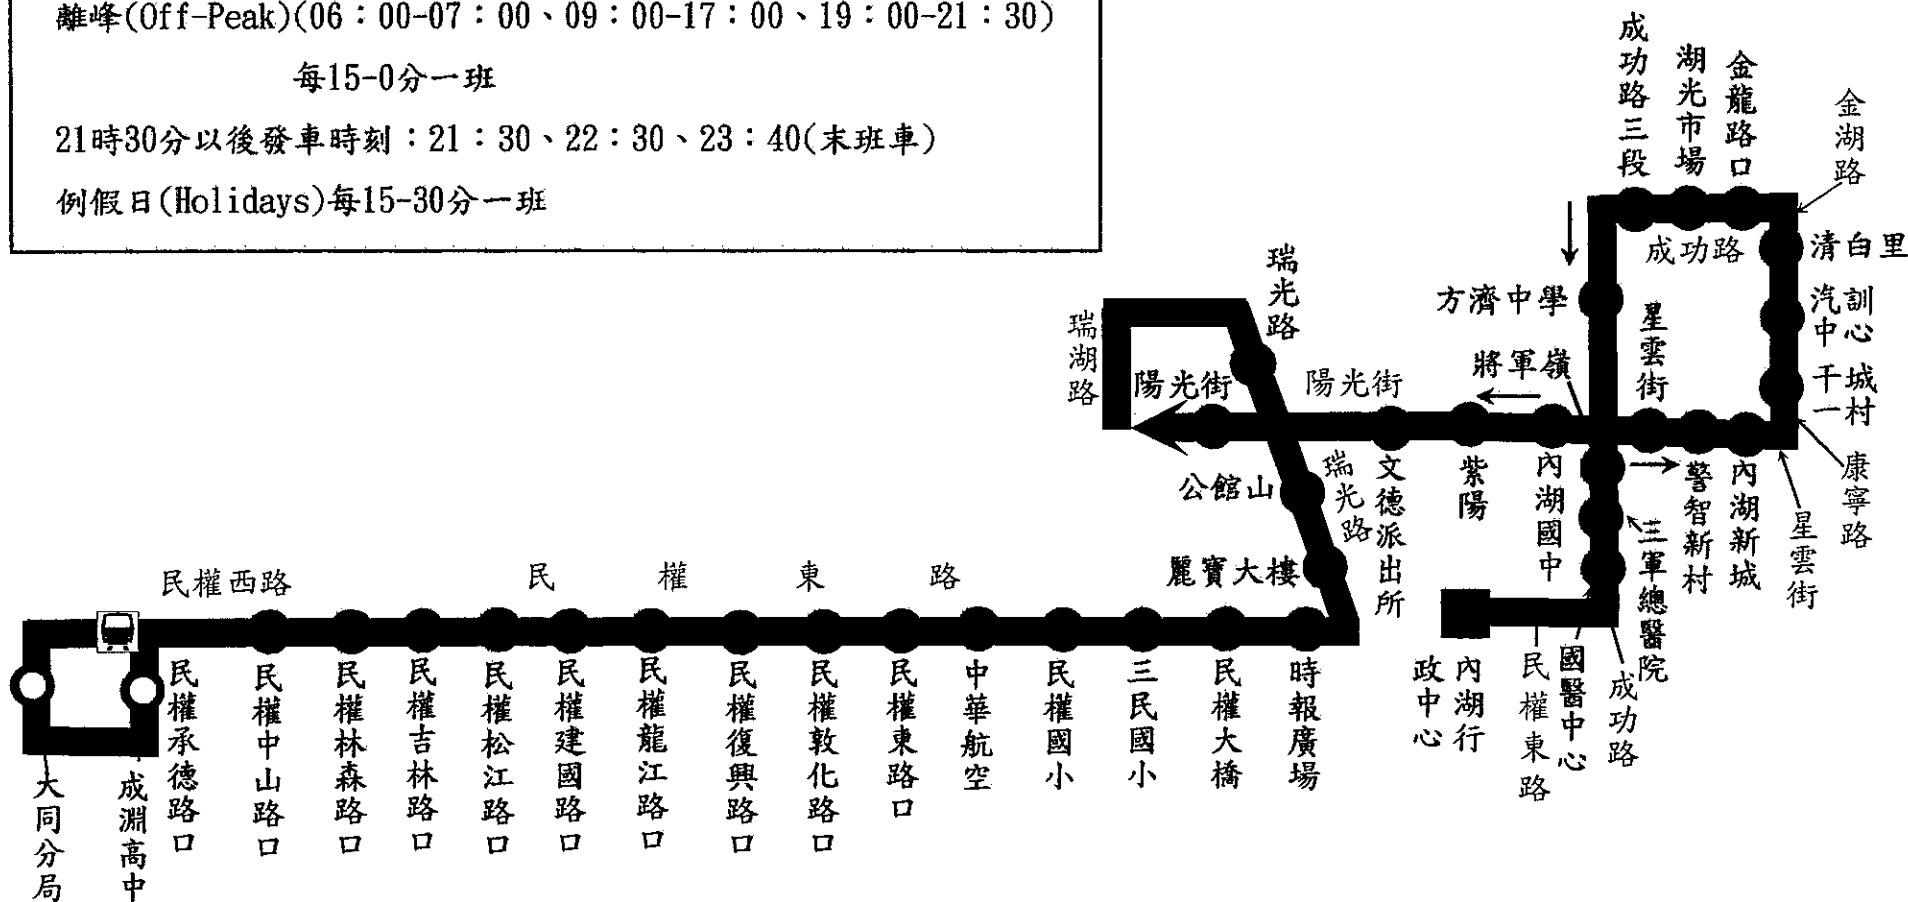 離峰(Off-Peak)(06：00-07：00、09：00-17：00、19：00-21：30)
每15-0分一班
21時30分以後發車時刻：21：30、22：30、23：40(末班車)
例假日(Holidays)每15-30分一班
成功路三段
湖光市場
金龍路口
金湖路
成功路
清白里
汽訓中心
干城一村
康寧路
星雲街
方濟中學
將軍嶺
星雲街
瑞光路
瑞湖路
陽光街
陽光街
公館山
瑞光路
文德派出所
紫陽
內湖國中
警智新村
內湖新城
三軍總醫院
麗寶大樓
民權西路
民權東路
民權承德路口
民權中山路口
民權林森路口
民權吉林路口
民權松江路口
民權建國路口
民權龍江路口
民權復興路口
民權敦化路口
民權東路口
中華航空
民權國小
三民國小
民權大橋
時報廣場
內湖行政中心
民權東路
國醫中心
成功路
大同分局
成淵高中